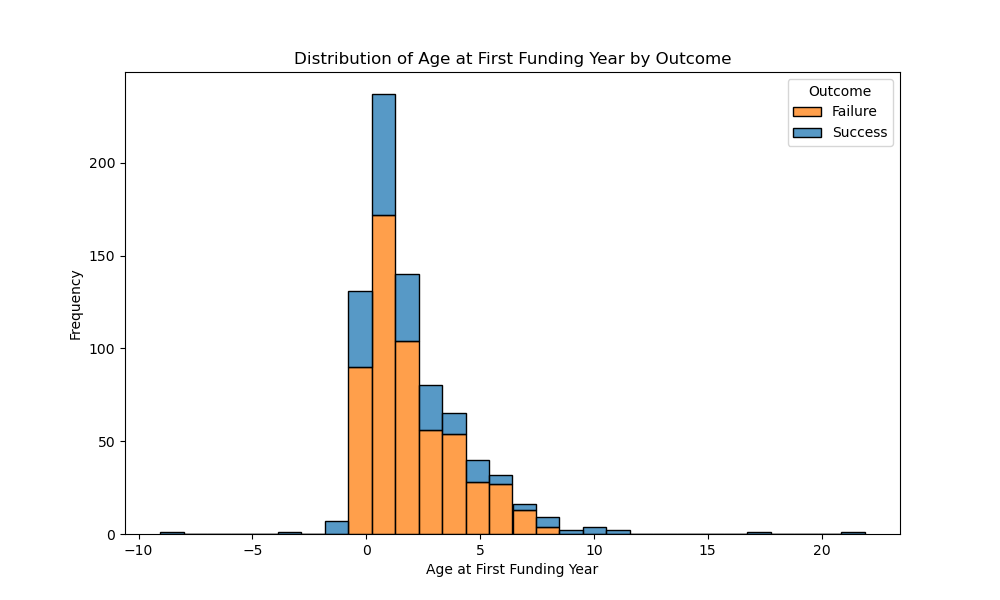 Distribution of Age at First Funding Year by Outcome
Outcome
Failure
Success
200
150
100
50
0
−10
−5
0
5
10
15
20
Frequency
Age at First Funding Year